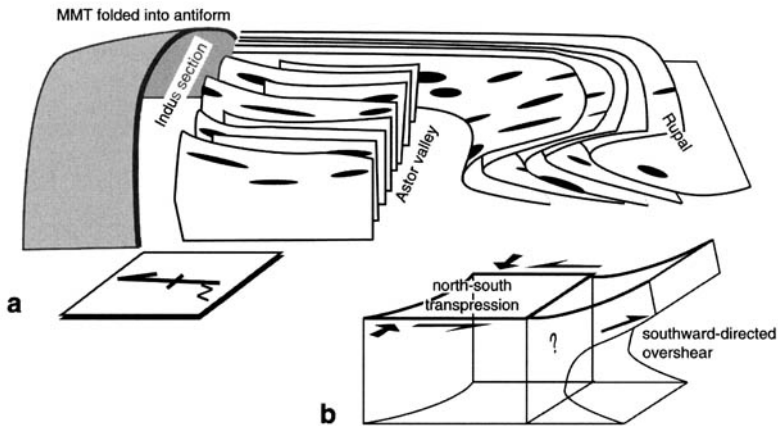 MMT folded into antiform
Indus section
Astor valley
Rupal
a
north-south
transpression
?
southward-directed
overshear
b